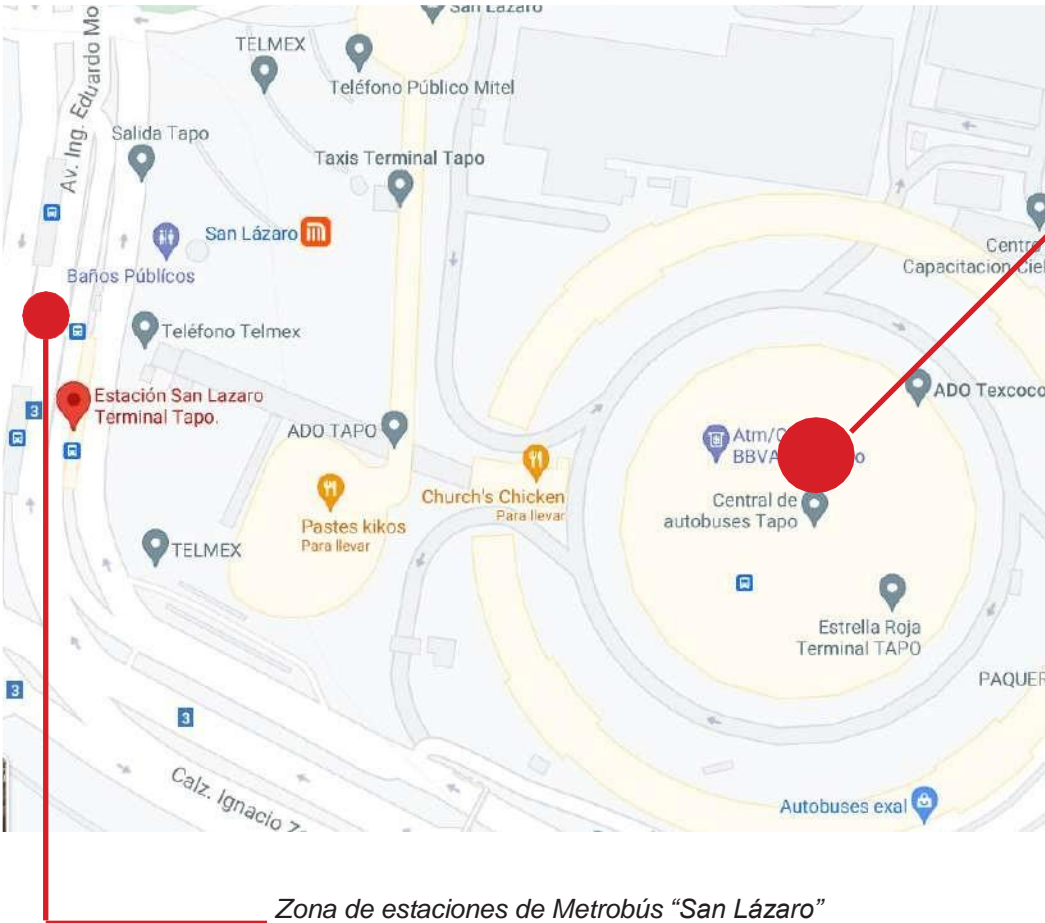 San Lázaro
TELMEX
Teléfono Público Mitel
Av. Ing. Eduardo Mo
Salida Tapo
Taxis Terminal Tapo
San Lázaro
Baños Públicos
Centro
Capacitacion Ciel
Teléfono Telmex
Estación San Lazaro
Terminal Tapo.
3
ADO TAPO
ADO Texcoco
Atm/C
BBVA o
Church's Chicken
Para llevar
Pastes kikos
Para llevar
Central de
autobuses Tapo
TELMEX
Estrella Roja
Terminal TAPO
PAQUER
3
3
Calz. Ignacio
Autobuses exal
Zona de estaciones de Metrobús “San Lázaro”